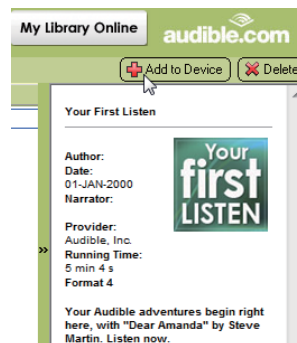 My Library Online
audible.com
Add to Device
Delete
Your First Listen
Author:
Date:
01-JAN-2000
Narrator:
Provider:
Audible, Inc.
Running Time:
5 min 4 s
Format 4
Your
first
LISTEN
»
Your Audible adventures begin right
here, with "Dear Amanda" by Steve
Martin. Listen now.